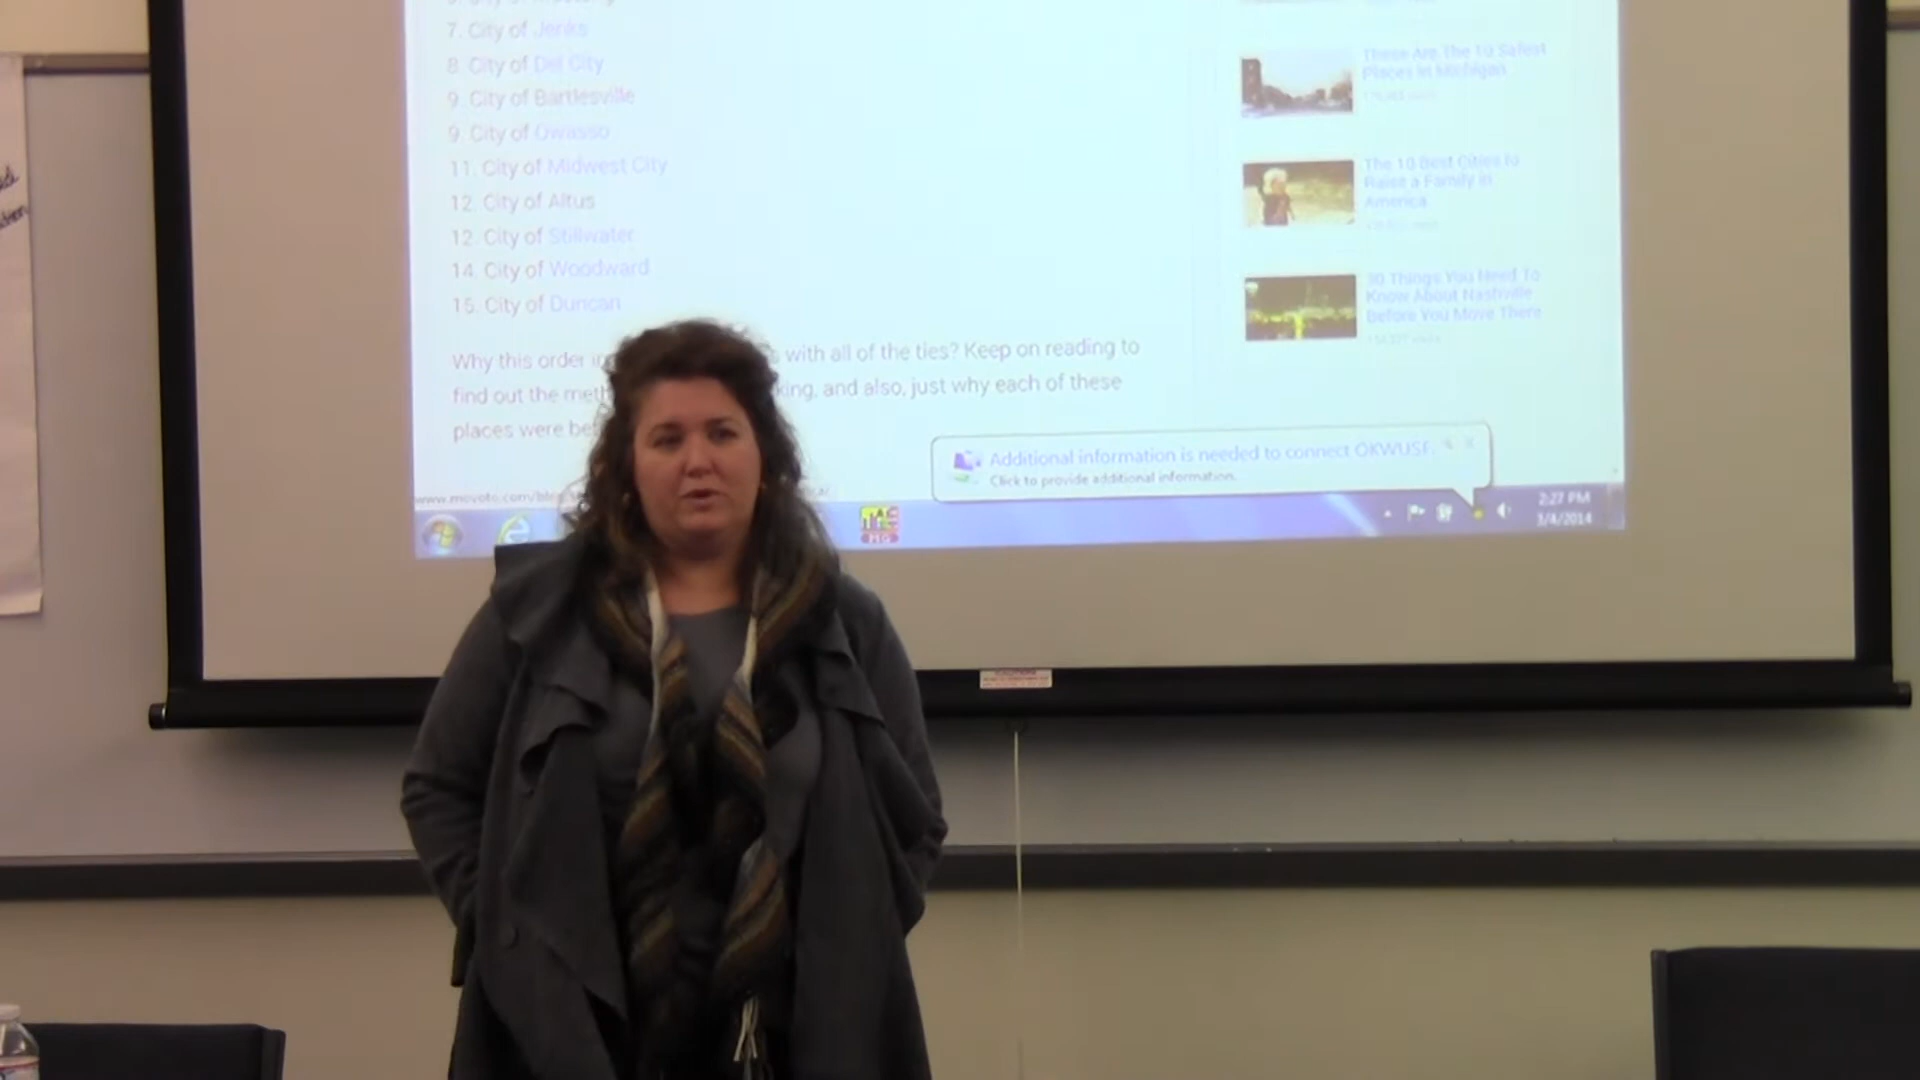 7. City of Jenks
8. City of Del City
9. City of Bartlesville
9. City of Owasso
11. City of Midwest City
12. City of Altus
12. City of Stillwater
14. City of Woodward
15. City of Duncan
Why this order in with all of the ties? Keep on reading to
find out the meth king, and also, just why each of these
places were be
These Are The 10 Safest
Places in Michigan
The 10 Best Cities to
Raise a Family in
America
30 Things You Need To
Know About Nashville
Before You Move There
Additional information is needed to connect OKWUSF.
Click to provide additional information.
www.movoto.com/blog
2:27 PM
3/4/2014